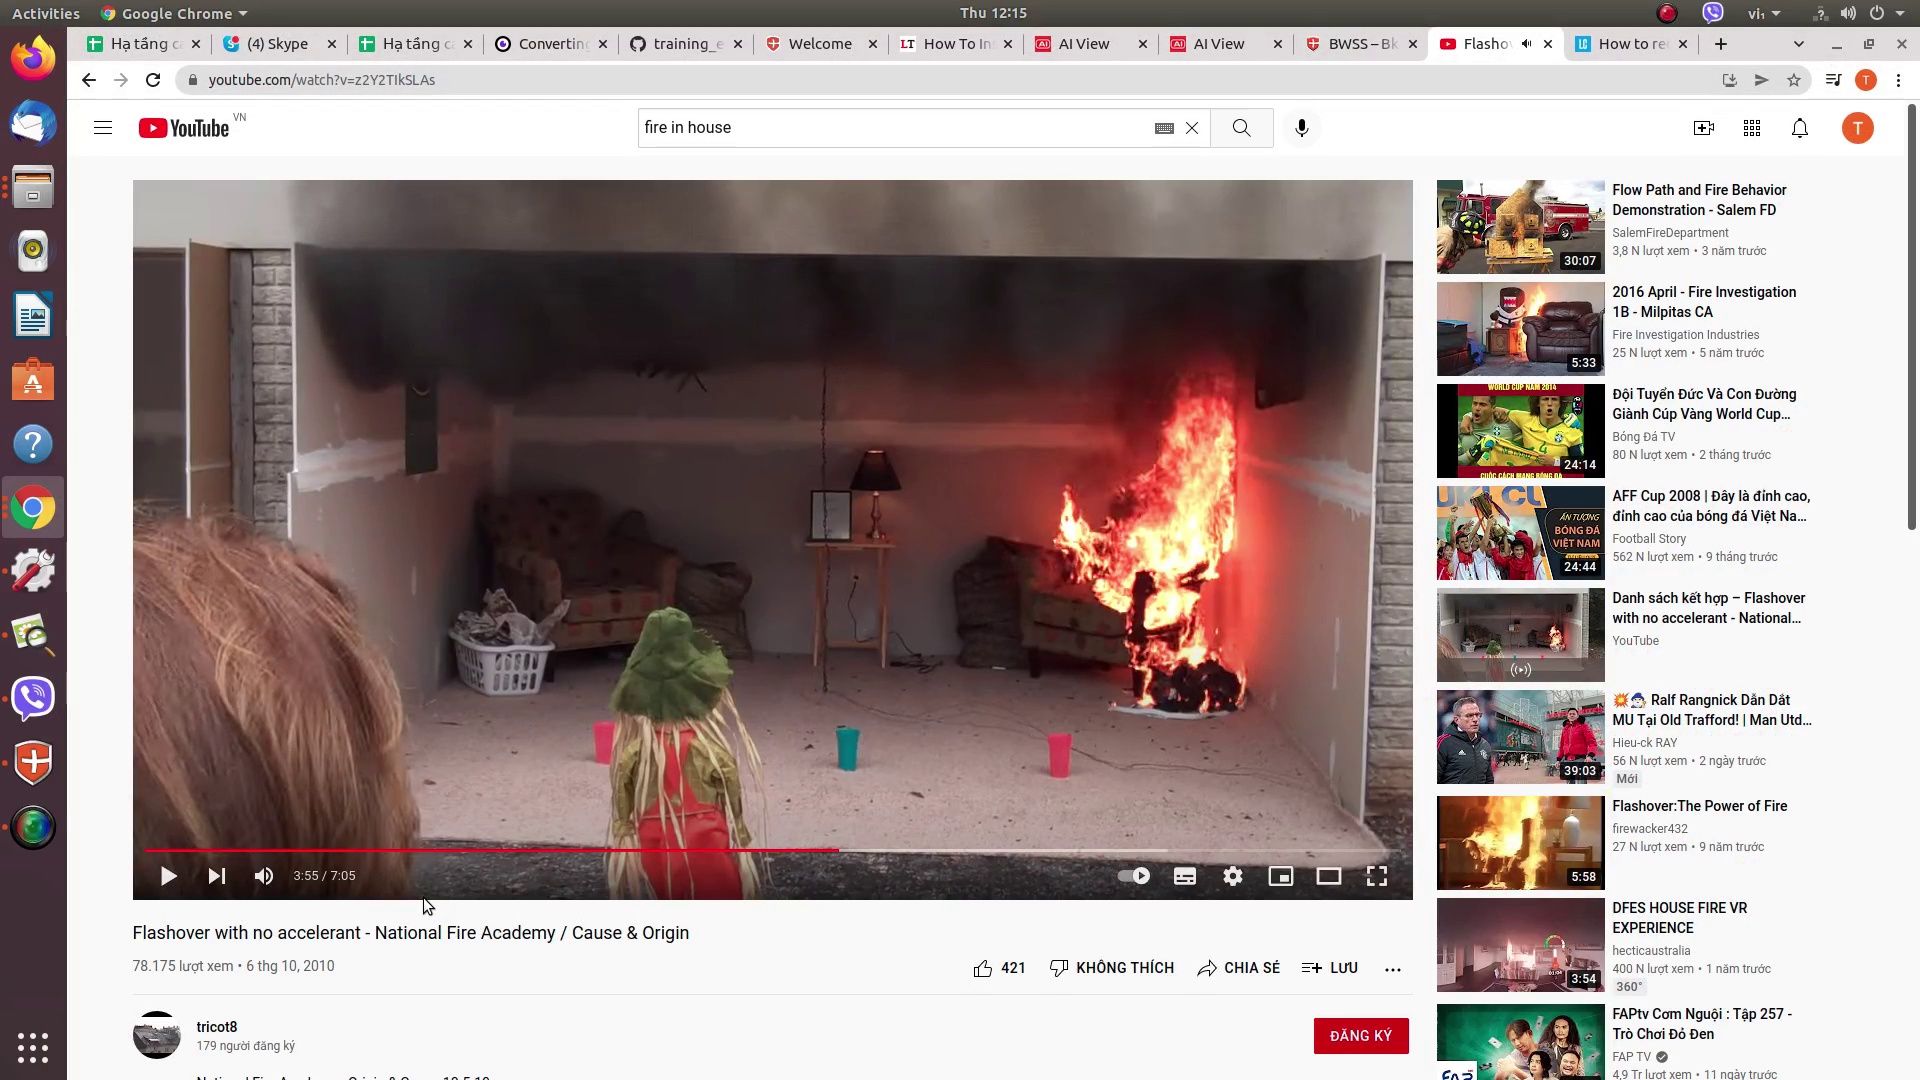 Activities
Google Chrome
Thu 12:15
vi₁
Hạ tầng c
(4) Skype
Hạ tầng c
Converting
training_e
Welcome
How To In
AI View
AI View
BWSS – Bk
Flasho
How to re
youtube.com/watch?v=z2Y2TIkSLAs
YouTube VN
fire in house
T
3:55 / 7:05
Flashover with no accelerant - National Fire Academy / Cause & Origin
78.175 lượt xem • 6 thg 10, 2010
421
KHÔNG THÍCH
CHIA SẺ
LƯU
tricot8
179 người đăng ký
ĐĂNG KÝ
30:07
Flow Path and Fire Behavior
Demonstration - Salem FD
SalemFireDepartment
3,8 N lượt xem • 3 năm trước
5:33
2016 April - Fire Investigation
1B - Milpitas CA
Fire Investigation Industries
25 N lượt xem • 5 năm trước
WORLD CUP NAM 2014
24:14
Đội Tuyển Đức Và Con Đường
Giành Cúp Vàng World Cup...
Bóng Đá TV
80 N lượt xem • 2 tháng trước
ẤN TƯỢNG
BÓNG ĐÁ
VIỆT NAM
24:44
AFF Cup 2008 | Đây là đỉnh cao,
đỉnh cao của bóng đá Việt Na...
Football Story
562 N lượt xem • 9 tháng trước
Danh sách kết hợp – Flashover
with no accelerant - National...
YouTube
39:03
Ralf Rangnick Dẫn Dắt
MU Tại Old Trafford! | Man Utd...
Hieu-ck RAY
56 N lượt xem • 2 ngày trước
Mới
5:58
Flashover:The Power of Fire
firewacker432
27 N lượt xem • 9 năm trước
3:54
DFES HOUSE FIRE VR
EXPERIENCE
hecticaustralia
400 N lượt xem • 1 năm trước
360°
FAPtv Cơm Nguội : Tập 257 -
Trò Chơi Đỏ Đen
FAP TV
4,9 Tr lượt xem • 11 ngày trước